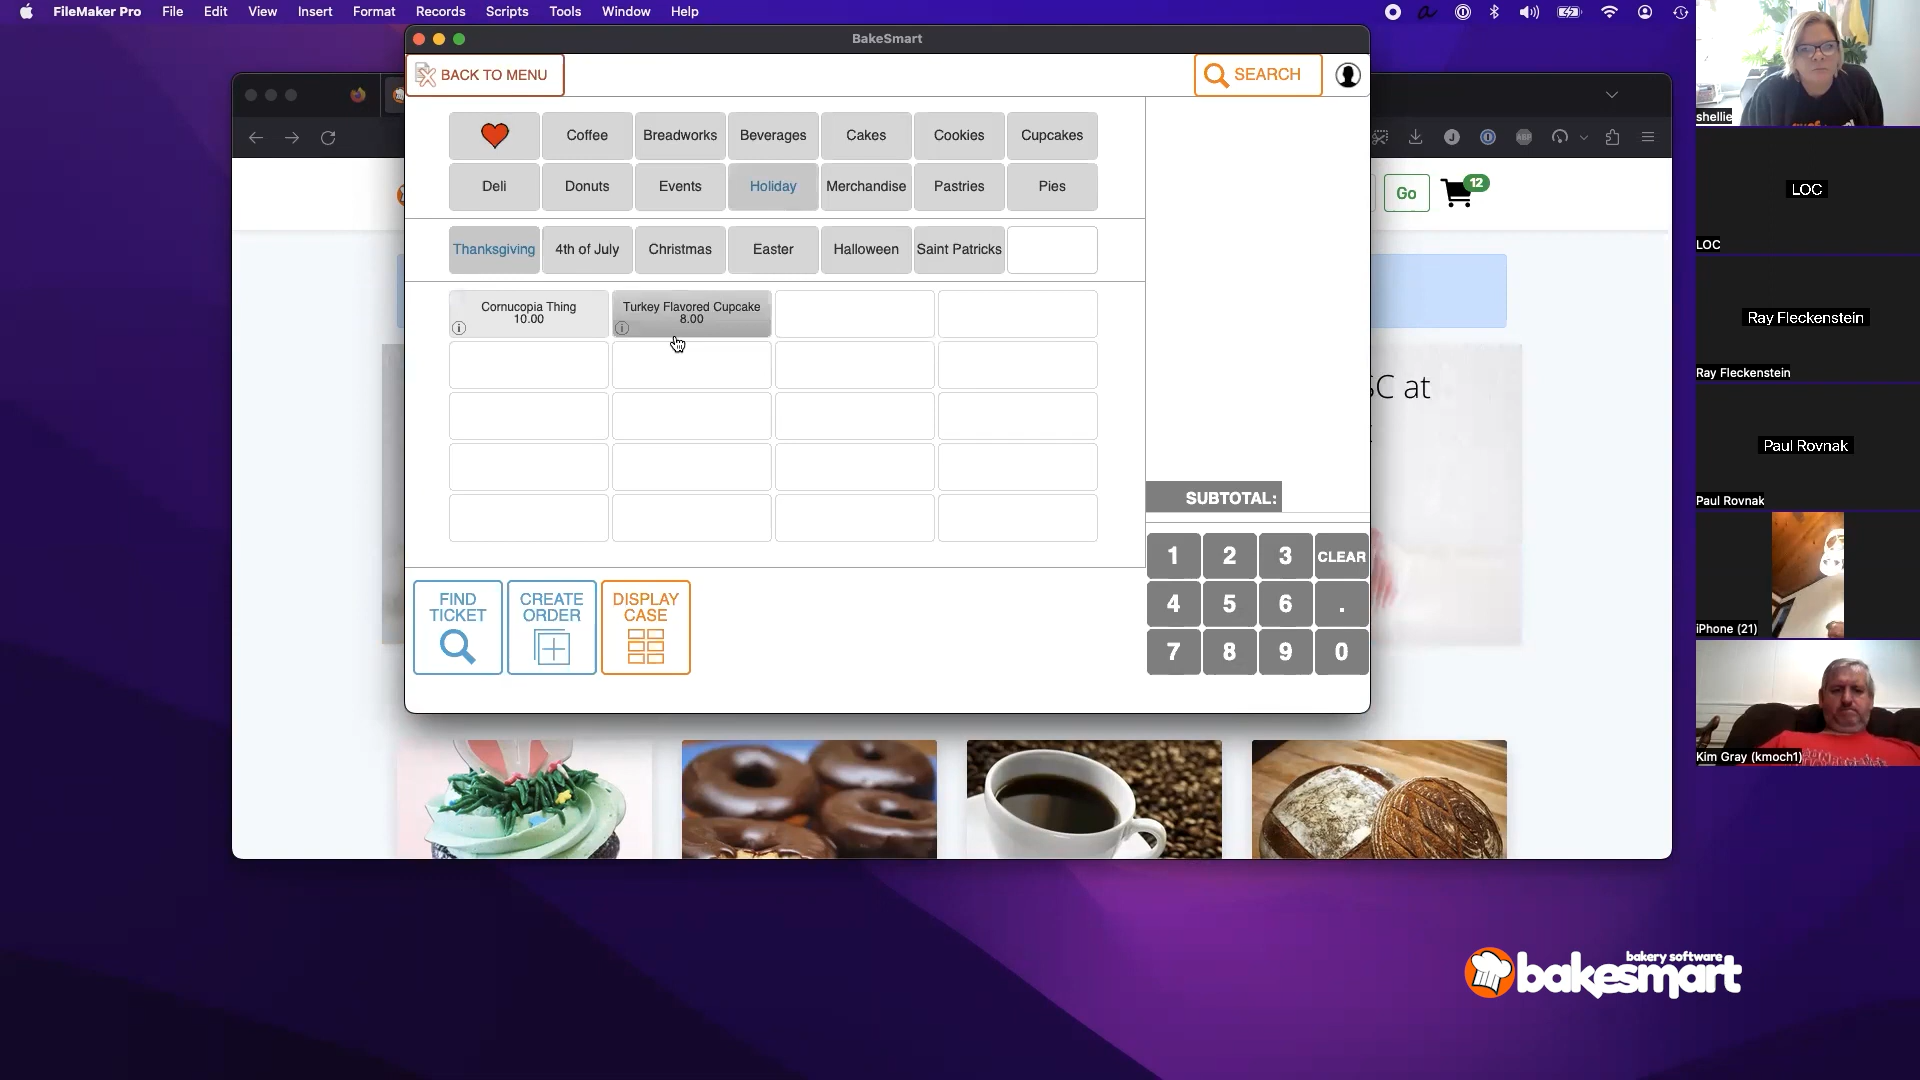 FileMaker Pro File Edit View Insert Format Records Scripts Tools Window Help
BakeSmart
BACK TO MENU
SEARCH
Coffee Breadworks Beverages Cakes Cookies Cupcakes
Deli Donuts Events Holiday Merchandise Pastries Pies
Thanksgiving 4th of July Christmas Easter Halloween Saint Patricks
Cornucopia Thing
10.00
Turkey Flavored Cupcake
8.00
SUBTOTAL:
1 2 3 CLEAR
4 5 6 .
7 8 9 0
FIND
TICKET
CREATE
ORDER
DISPLAY
CASE
Go
12
SC at
ABP
shellie
LOC
LOC
Ray Fleckenstein
Ray Fleckenstein
Paul Rovnak
Paul Rovnak
iPhone (21)
Kim Gray (kmoch1)
bakery software
bakesmart